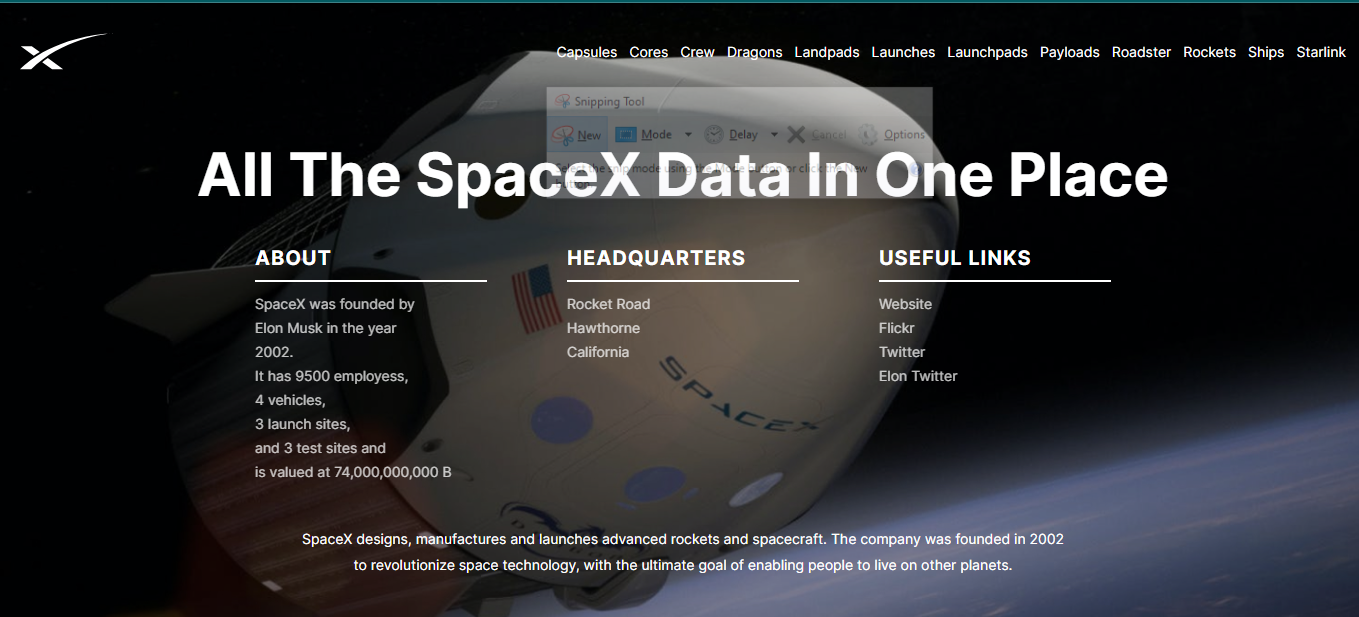 Capsules Cores Crew Dragons Landpads Launches Launchpads Payloads Roadster Rockets Ships Starlink
Snipping Tool
New Mode Delay Cancel Options
Select the snip mode using the Mode button or click the New
button.
All The SpaceX Data In One Place
ABOUT
SpaceX was founded by
Elon Musk in the year
2002.
It has 9500 employess,
4 vehicles,
3 launch sites,
and 3 test sites and
is valued at 74,000,000,000 B
HEADQUARTERS
Rocket Road
Hawthorne
California
USEFUL LINKS
Website
Flickr
Twitter
Elon Twitter
SPACEX
SpaceX designs, manufactures and launches advanced rockets and spacecraft. The company was founded in 2002
to revolutionize space technology, with the ultimate goal of enabling people to live on other planets.